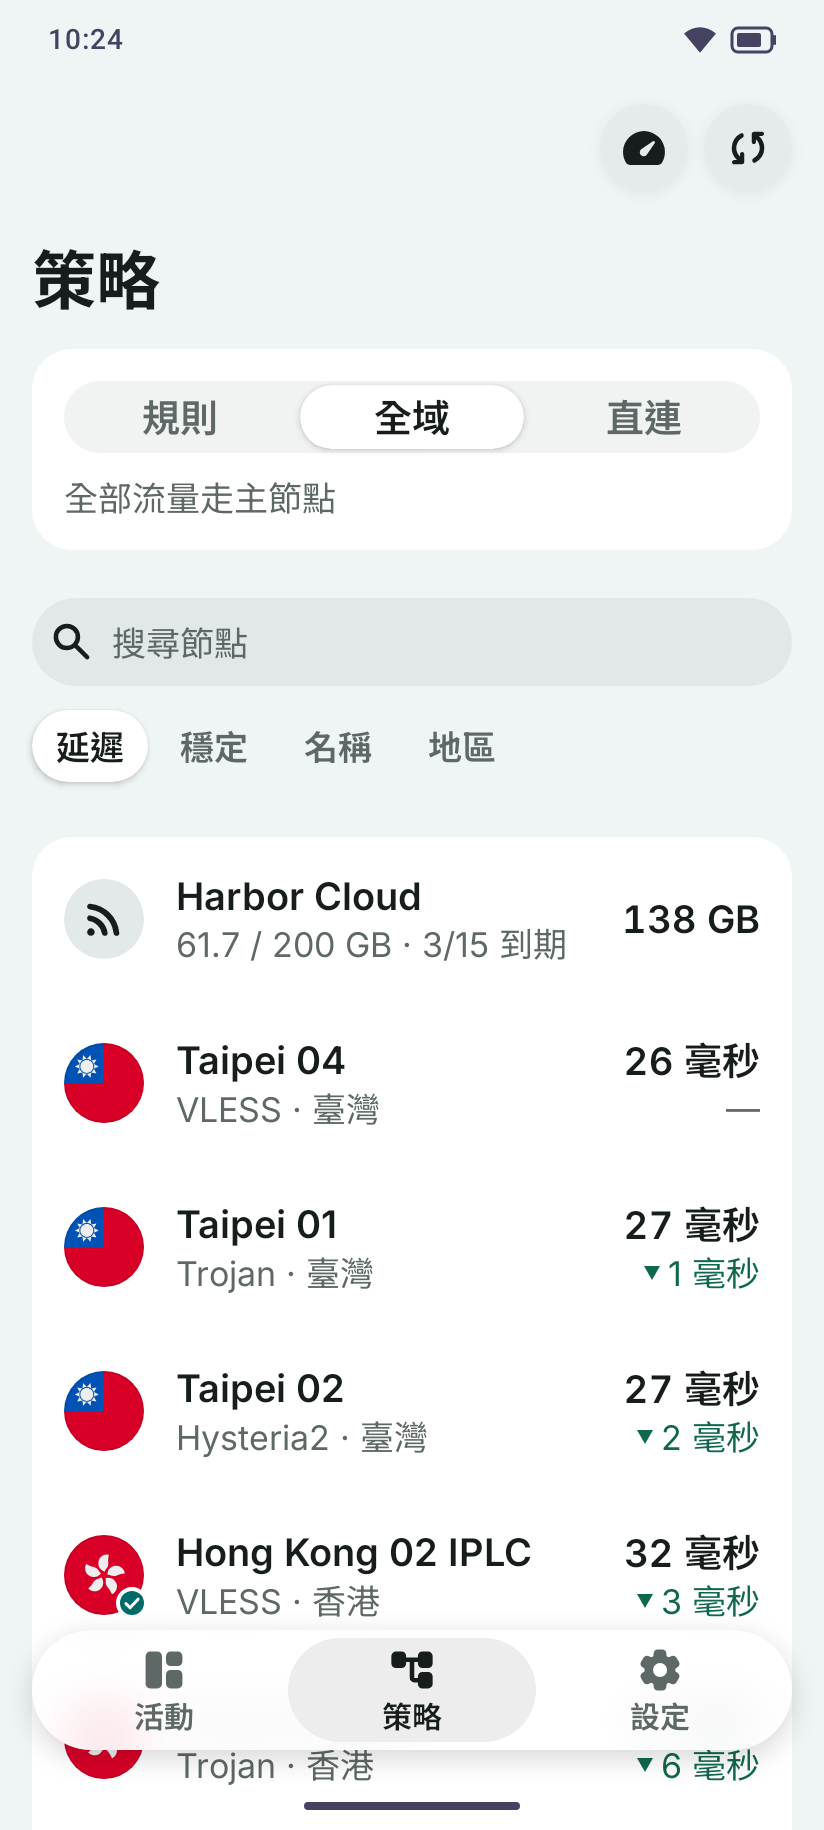 10:24
策略
規則 全域 直連
全部流量走主節點
搜尋節點
延遲 穩定 名稱 地區
Harbor Cloud
61.7 / 200 GB · 3/15 到期
138 GB
Taipei 04
VLESS · 臺灣
26 毫秒
—
Taipei 01
Trojan · 臺灣
27 毫秒
▼1 毫秒
Taipei 02
Hysteria2 · 臺灣
27 毫秒
▼2 毫秒
Hong Kong 02 IPLC
VLESS · 香港
32 毫秒
▼3 毫秒
活動 策略 設定
Trojan · 香港
▼6 毫秒